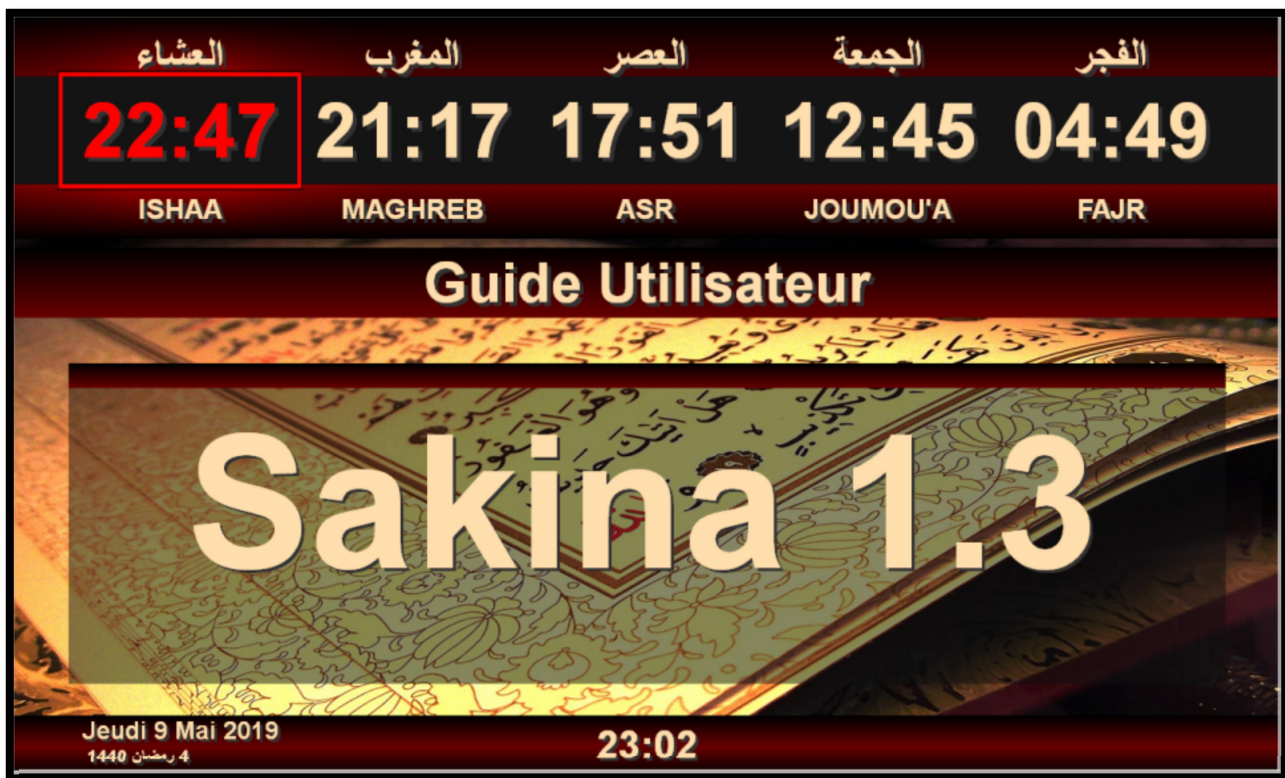 العشاء المغرب العصر الجمعة الفجر
22:47 21:17 17:51 12:45 04:49
ISHAA MAGHREB ASR JOUMOU'A FAJR
Guide Utilisateur
Sakina 1.3
Jeudi 9 Mai 2019
4 رمضان 1440
23:02